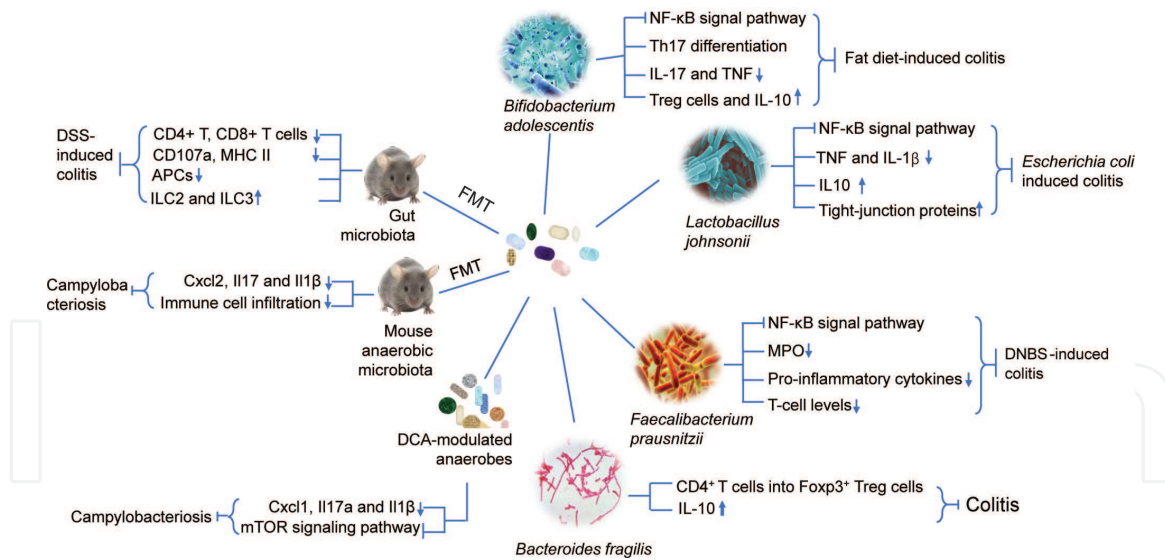 NF-κB signal pathway
Th17 differentiation
IL-17 and TNF ↓
Treg cells and IL-10 ↑
Fat diet-induced colitis
Bifidobacterium
adolescentis
DSS-
induced
colitis
CD4+ T, CD8+ T cells ↓
CD107a, MHC II ↓
APCs ↓
ILC2 and ILC3 ↑
Gut
microbiota
FMT
NF-κB signal pathway
TNF and IL-1β ↓
IL10 ↑
Tight-junction proteins ↑
Escherichia coli
induced colitis
Lactobacillus
johnsonii
Campyloba
cteriosis
Cxcl2, Il17 and Il1β ↓
Immune cell infiltration ↓
FMT
Mouse
anaerobic
microbiota
NF-κB signal pathway
MPO ↓
Pro-inflammatory cytokines ↓
T-cell levels ↓
DNBS-induced
colitis
Faecalibacterium
prausnitzii
DCA-modulated
anaerobes
Campylobacteriosis
Cxcl1, Il17a and Il1β ↓
mTOR signaling pathway
CD4⁺ T cells into Foxp3⁺ Treg cells
IL-10 ↑
Colitis
Bacteroides fragilis